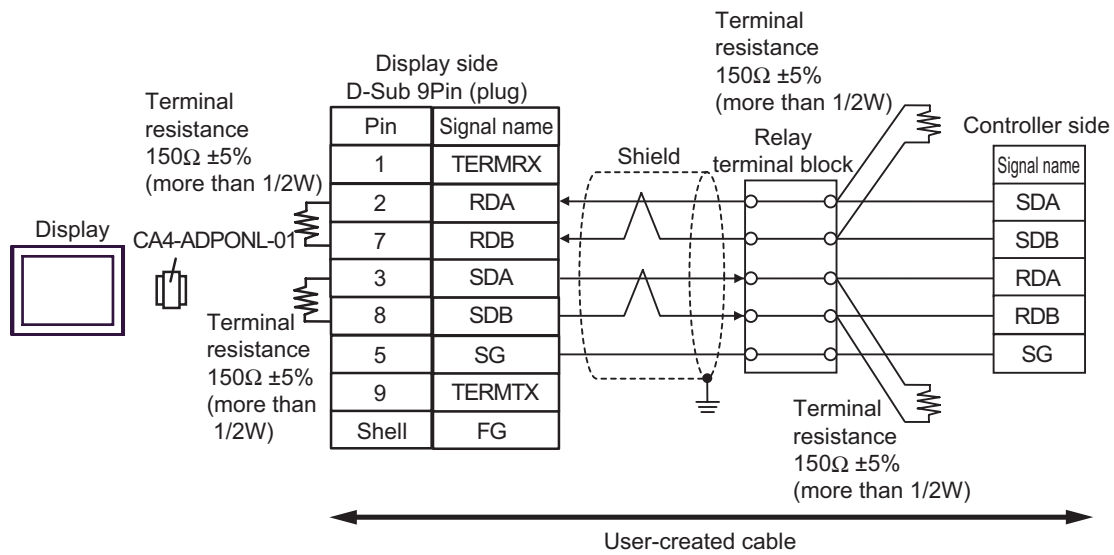 Terminal
resistance
150Ω ±5%
(more than 1/2W)
Display side
D-Sub 9Pin (plug)
Terminal
resistance
150Ω ±5%
(more than 1/2W)
Pin Signal name
1 TERMRX
2 RDA
7 RDB
3 SDA
8 SDB
5 SG
9 TERMTX
Shell FG
Shield
Relay
terminal block
Controller side
Signal name
SDA
SDB
RDA
RDB
SG
Display
CA4-ADPONL-01
Terminal
resistance
150Ω ±5%
(more than
1/2W)
Terminal
resistance
150Ω ±5%
(more than 1/2W)
User-created cable